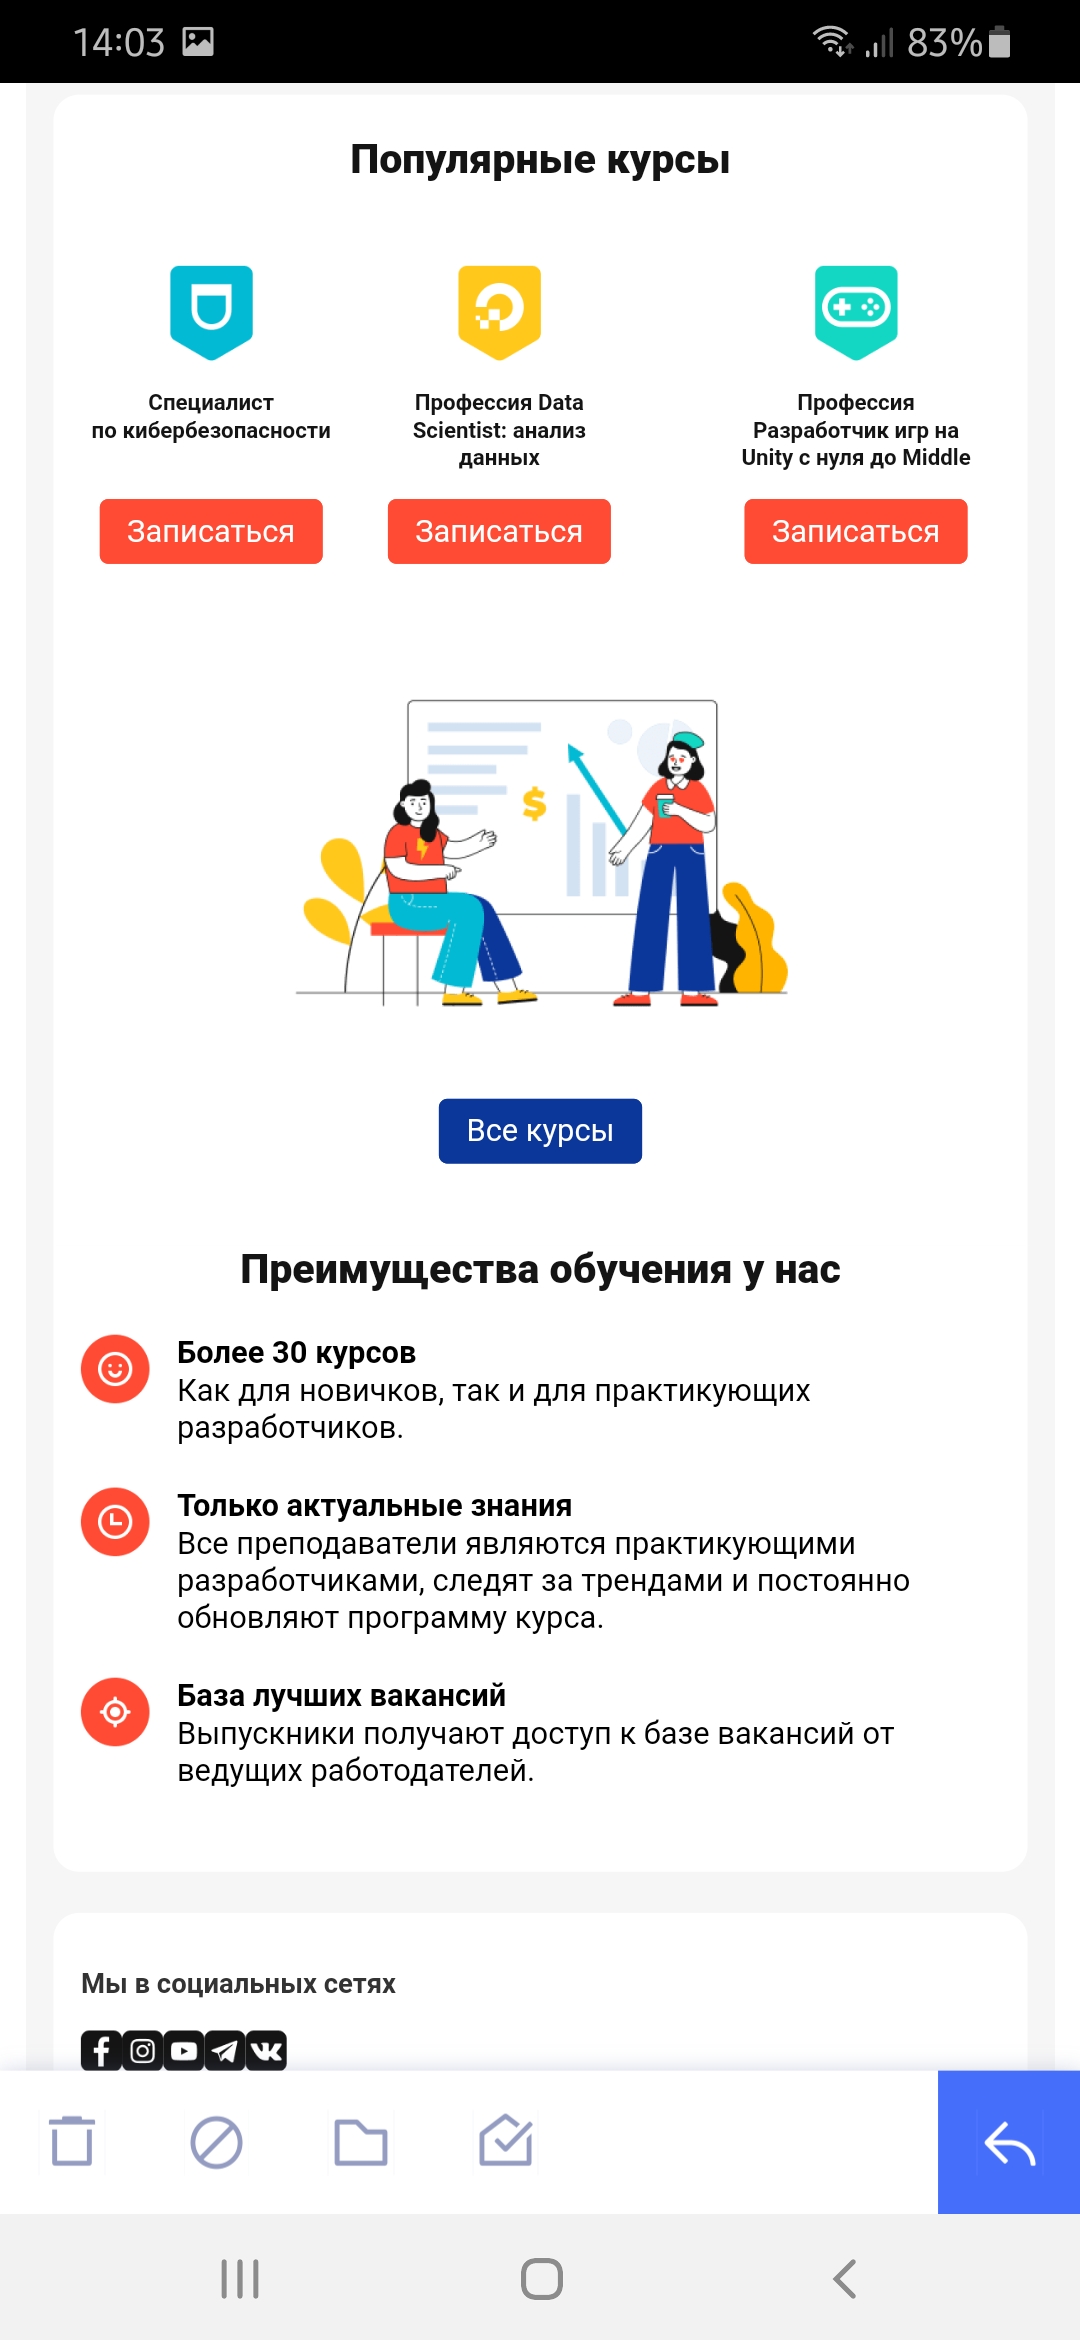 14:03
83%
Популярные курсы
Специалист
по кибербезопасности
Записаться
Профессия Data
Scientist: анализ
данных
Записаться
Профессия
Разработчик игр на
Unity с нуля до Middle
Записаться
$
Все курсы
Преимущества обучения у нас
Более 30 курсов
Как для новичков, так и для практикующих
разработчиков.
Только актуальные знания
Все преподаватели являются практикующими
разработчиками, следят за трендами и постоянно
обновляют программу курса.
База лучших вакансий
Выпускники получают доступ к базе вакансий от
ведущих работодателей.
Мы в социальных сетях